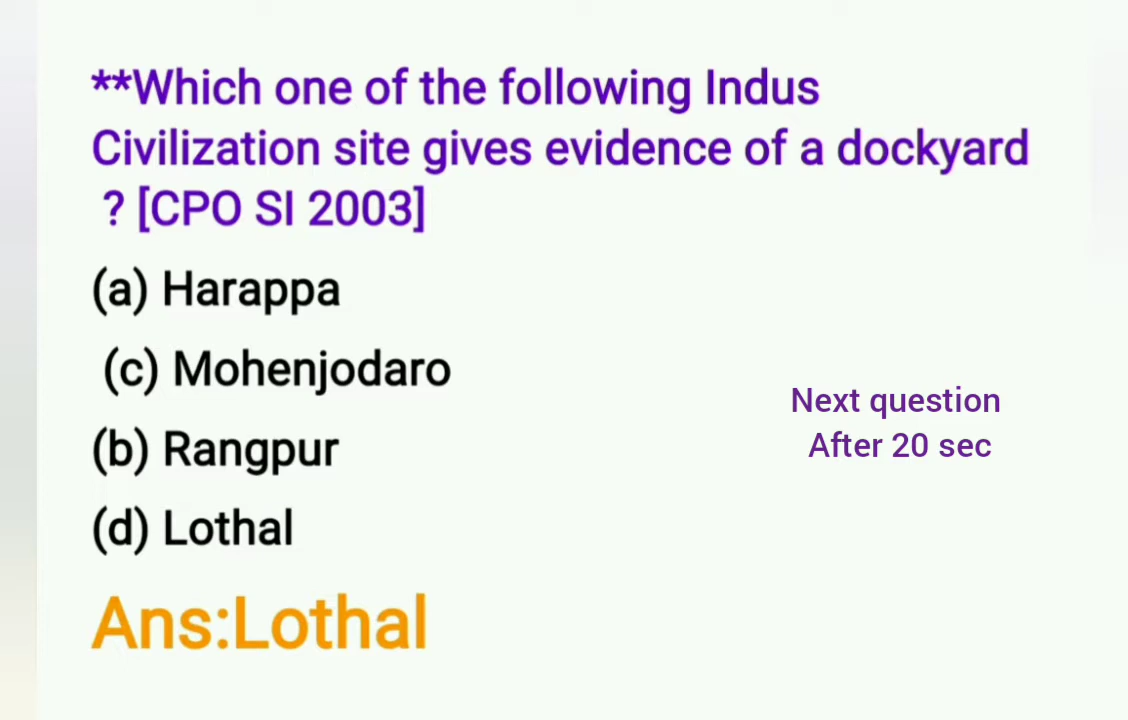 **Which one of the following Indus
Civilization site gives evidence of a dockyard
? [CPO SI 2003]
(a) Harappa
(c) Mohenjodaro
(b) Rangpur
(d) Lothal
Ans:Lothal
Next question
After 20 sec